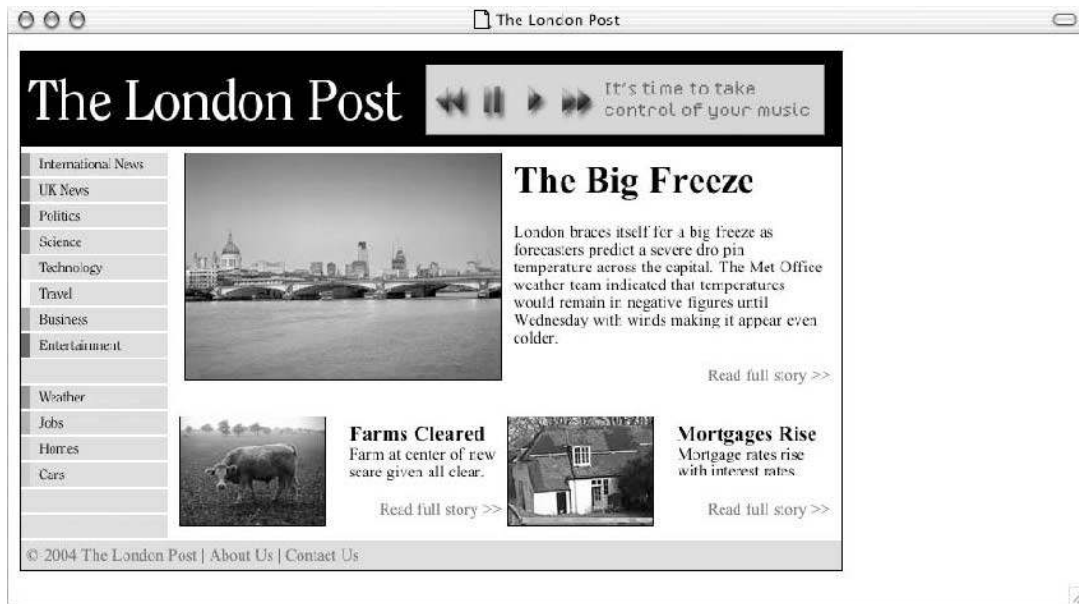 The London Post
The London Post
It's time to take
control of your music
International News
UK News
Politics
Science
Technology
Travel
Business
Entertainment
Weather
Jobs
Homes
Cars
The Big Freeze
London braces itself for a big freeze as
forecasters predict a severe dro pin
temperature across the capital. The Met Office
weather team indicated that temperatures
would remain in negative figures until
Wednesday with winds making it appear even
colder.
Read full story >>
Farms Cleared
Farm at center of new
scare given all clear.
Read full story >>
Mortgages Rise
Mortgage rates rise
with interest rates
Read full story >>
© 2004 The London Post | About Us | Contact Us